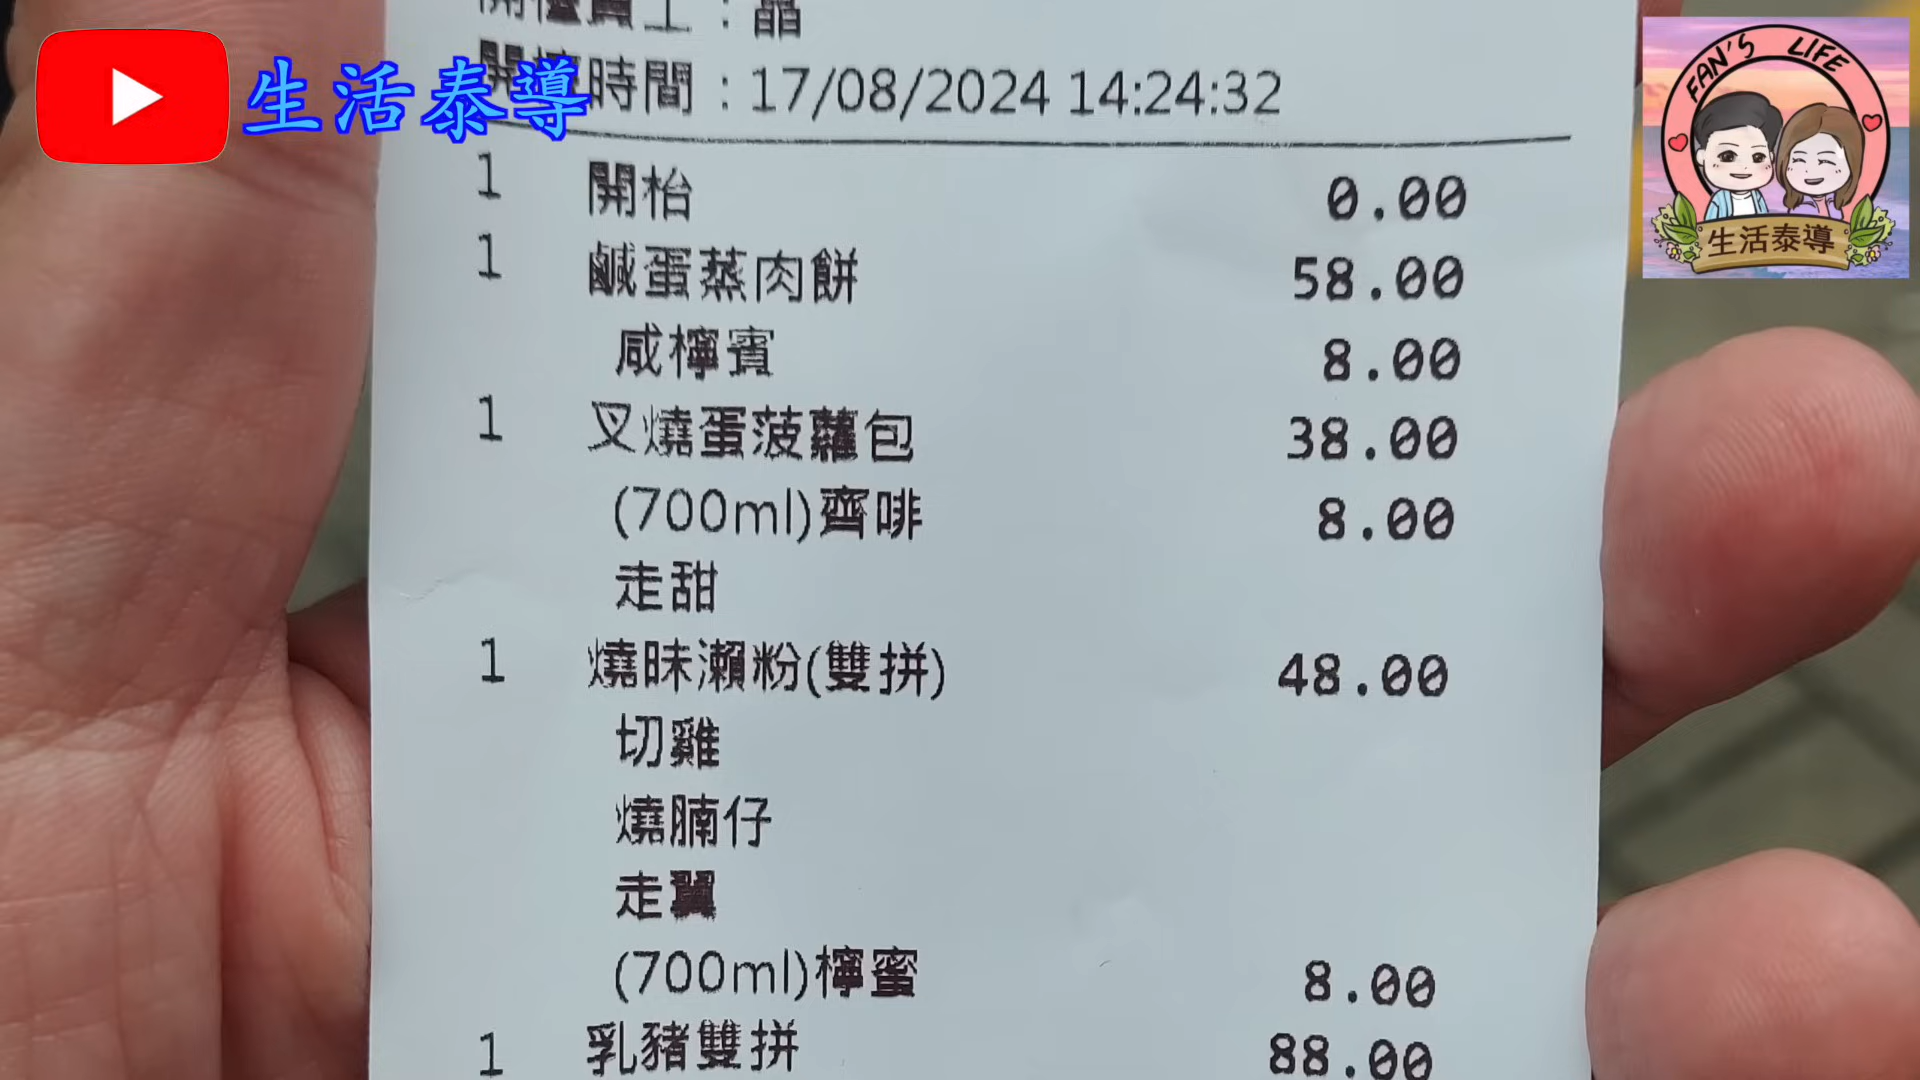 生活泰導
FAN'S LIFE
生活泰導
時間：17/08/2024 14:24:32
1 開枱 0.00
1 鹹蛋蒸肉餅 58.00
咸檸賓 8.00
1 叉燒蛋菠蘿包 38.00
(700ml)齋啡 8.00
走甜
1 燒味瀨粉(雙拼) 48.00
切雞
燒腩仔
走翼
(700ml)檸蜜 8.00
1 乳豬雙拼 88.00